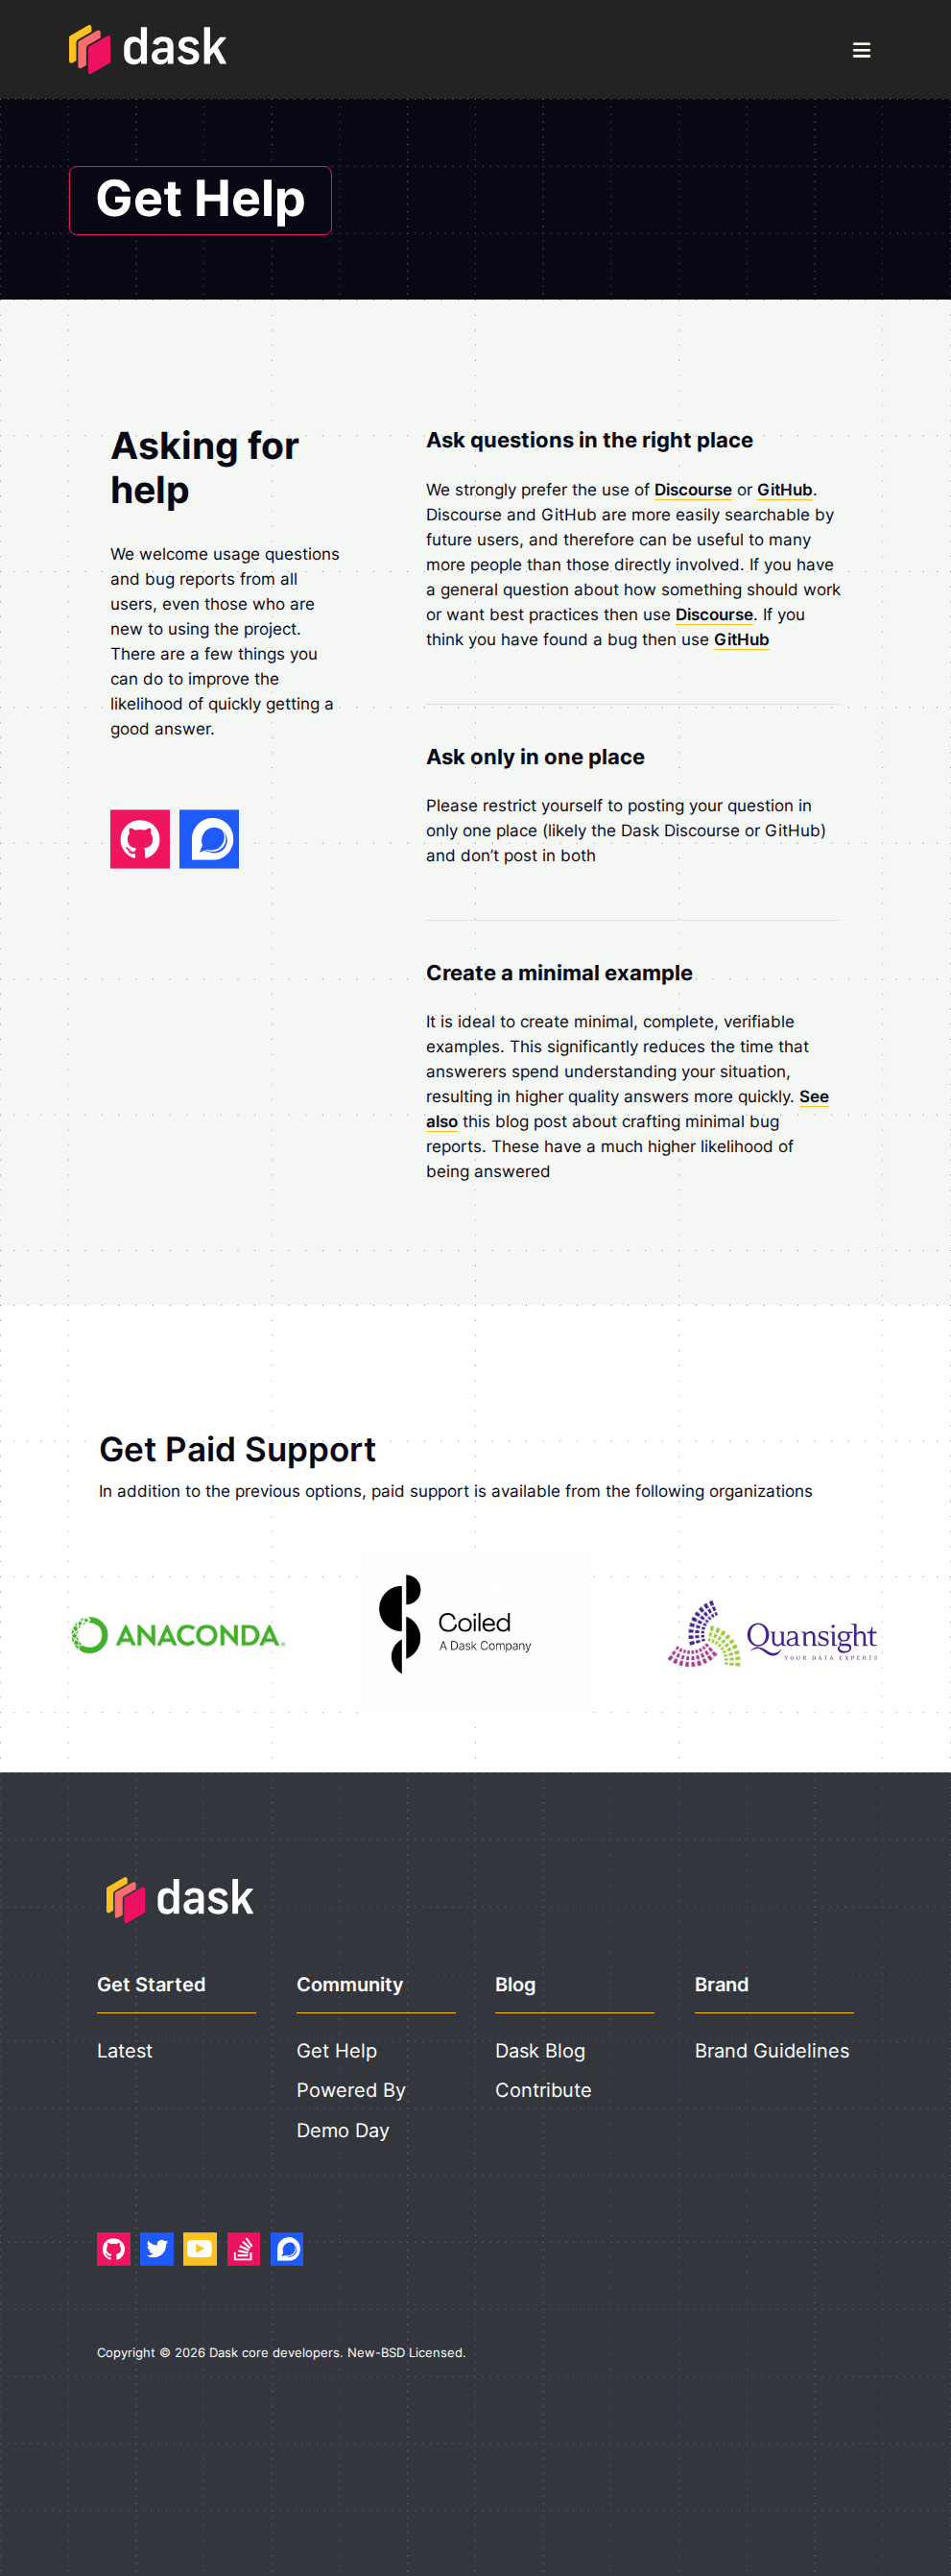 dask
Get Help
Asking for
help
We welcome usage questions
and bug reports from all
users, even those who are
new to using the project.
There are a few things you
can do to improve the
likelihood of quickly getting a
good answer.
Ask questions in the right place
We strongly prefer the use of Discourse or GitHub.
Discourse and GitHub are more easily searchable by
future users, and therefore can be useful to many
more people than those directly involved. If you have
a general question about how something should work
or want best practices then use Discourse. If you
think you have found a bug then use GitHub
Ask only in one place
Please restrict yourself to posting your question in
only one place (likely the Dask Discourse or GitHub)
and don’t post in both
Create a minimal example
It is ideal to create minimal, complete, verifiable
examples. This significantly reduces the time that
answerers spend understanding your situation,
resulting in higher quality answers more quickly. See
also this blog post about crafting minimal bug
reports. These have a much higher likelihood of
being answered
Get Paid Support
In addition to the previous options, paid support is available from the following organizations
ANACONDA.
Coiled
A Dask Company
Quansight
YOUR DATA EXPERTS
dask
Get Started
Latest
Community
Get Help
Powered By
Demo Day
Blog
Dask Blog
Contribute
Brand
Brand Guidelines
Copyright © 2026 Dask core developers. New-BSD Licensed.